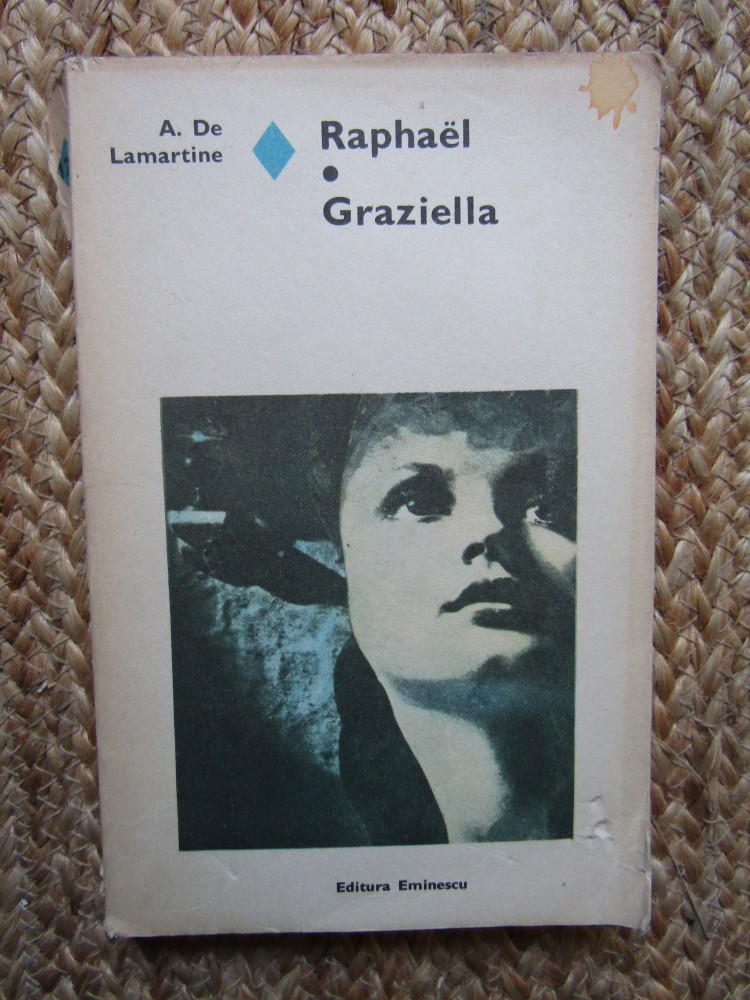 A. De
Lamartine
Raphaël
•
Graziella
Editura Eminescu